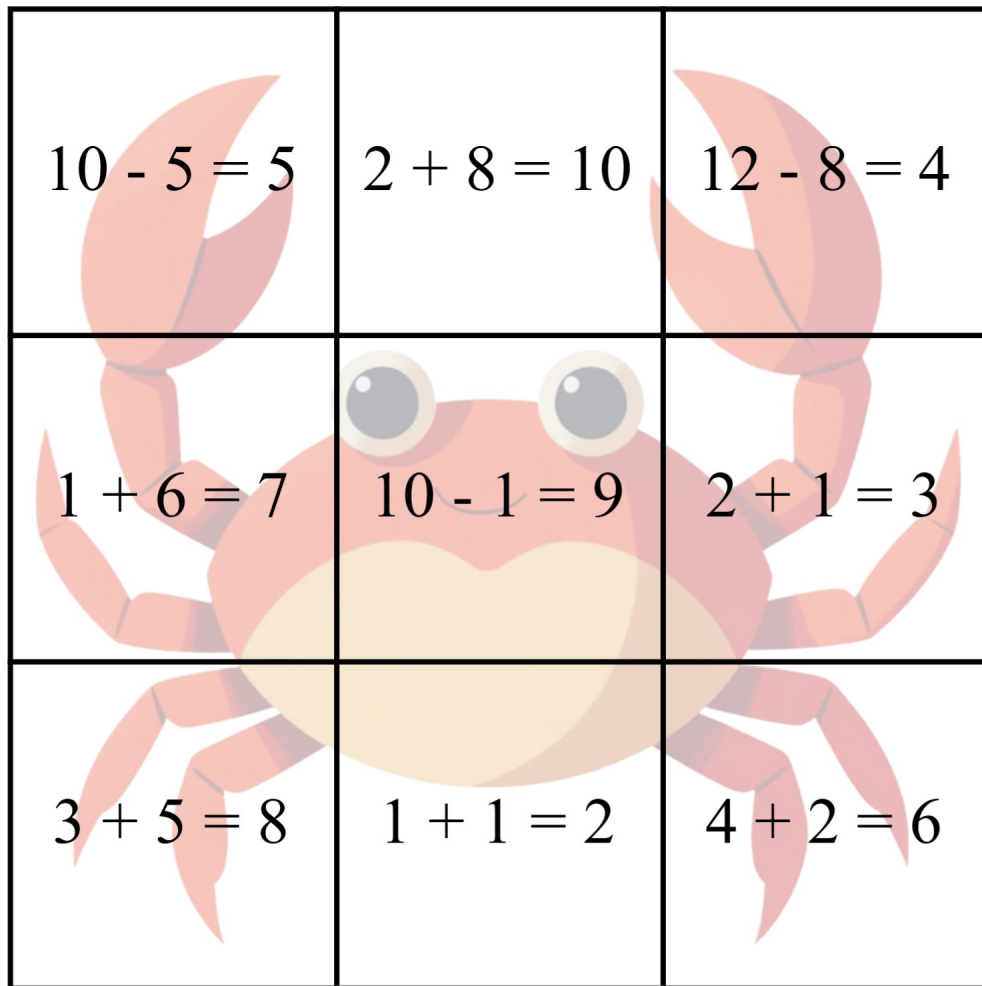 10 - 5 = 5
2 + 8 = 10
12 - 8 = 4
1 + 6 = 7
10 - 1 = 9
2 + 1 = 3
3 + 5 = 8
1 + 1 = 2
4 + 2 = 6